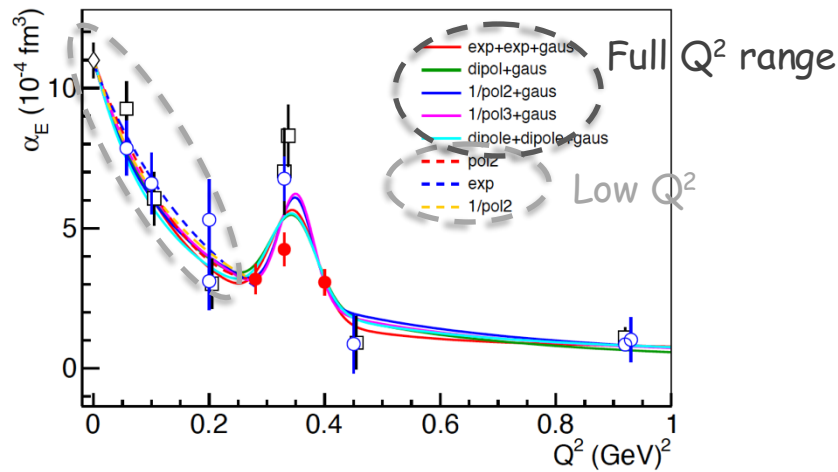 α_E (10⁻⁴ fm³)
10
5
0
0
0.2
0.4
0.6
0.8
1
Q² (GeV)²
exp+exp+gaus
dipol+gaus
1/pol2+gaus
1/pol3+gaus
dipole+dipole+gaus
pol2
exp
1/pol2
Full Q² range
Low Q²